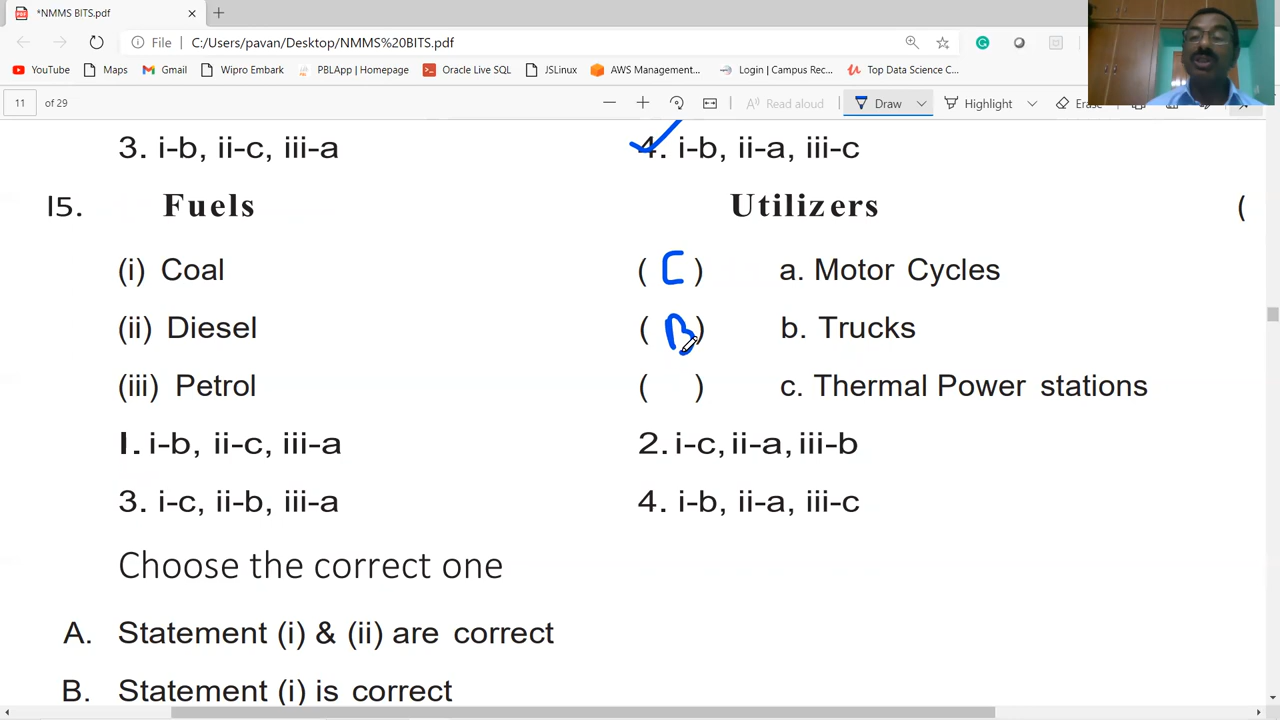 *NMMS BITS.pdf
File C:/Users/pavan/Desktop/NMMS%20BITS.pdf
YouTube Maps Gmail Wipro Embark PBLApp | Homepage Oracle Live SQL JSLinux AWS Management... Login | Campus Rec... Top Data Science C...
11 of 29 Read aloud Draw Highlight Erase
3. i-b, ii-c, iii-a 4. i-b, ii-a, iii-c
15. Fuels Utilizers (
(i) Coal ( C ) a. Motor Cycles
(ii) Diesel ( B ) b. Trucks
(iii) Petrol ( ) c. Thermal Power stations
1. i-b, ii-c, iii-a 2. i-c, ii-a, iii-b
3. i-c, ii-b, iii-a 4. i-b, ii-a, iii-c
Choose the correct one
A. Statement (i) & (ii) are correct
B. Statement (i) is correct